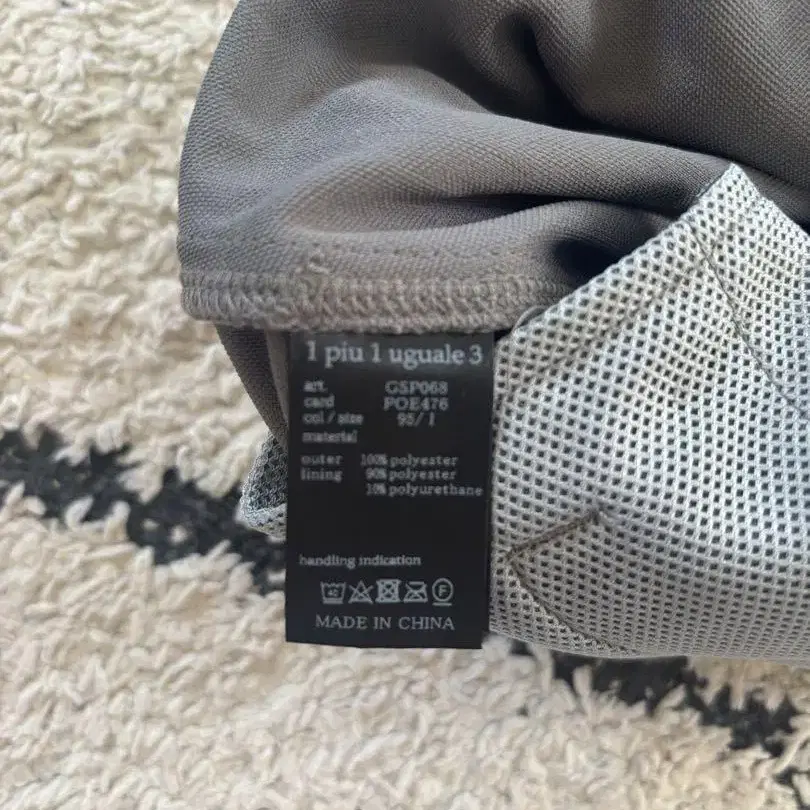 1 piu 1 uguale 3
art. GSP068
card POE476
col / size 95/ I
material
outer 100% polyester
lining 90% polyester
10% polyurethane
handling indication
40 F
MADE IN CHINA